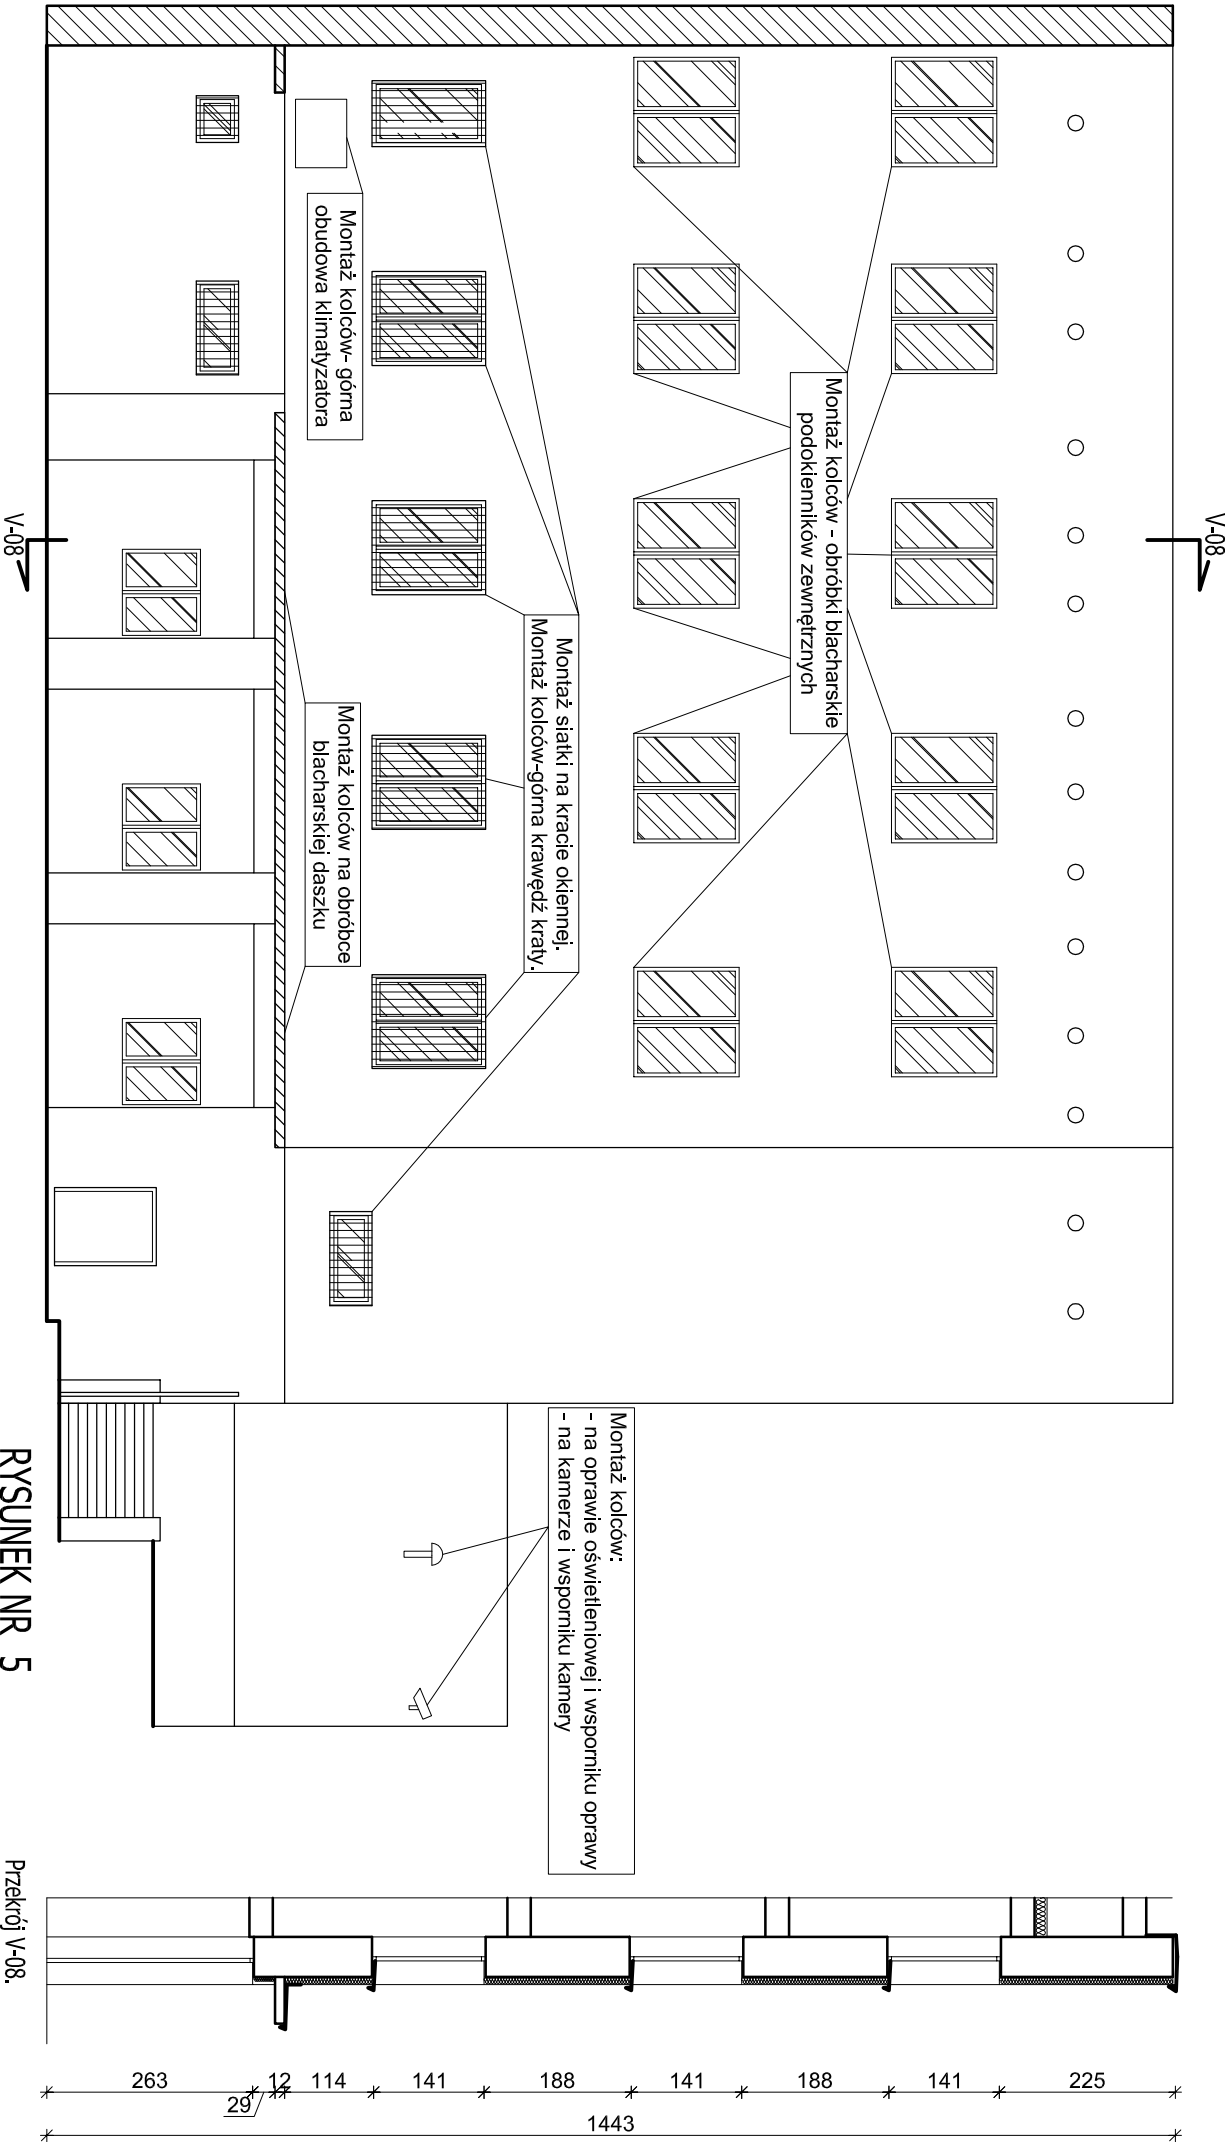 V-08
V-08
Montaż kolców - obróbki blacharskie
podokienników zewnętrznych
Montaż siatki na kracie okiennej.
Montaż kolców-górna krawędź kraty.
Montaż kolców- górna
obudowa klimatyzatora
Montaż kolców na obróbce
blacharskiej daszku
Montaż kolców:
- na oprawie oświetleniowej i wsporniku oprawy
- na kamerze i wsporniku kamery
RYSUNEK NR 5
Przekrój V-08.
263
29
12
114
141
188
141
188
141
225
1443